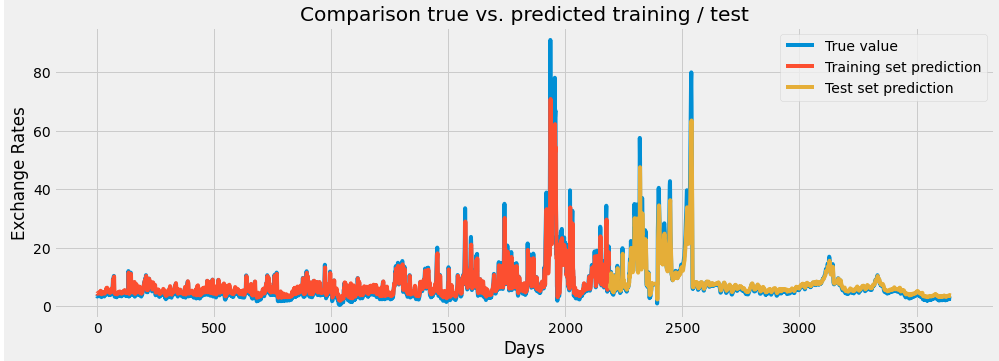 Comparison true vs. predicted training / test
True value
Training set prediction
Test set prediction
Exchange Rates
80
60
40
20
0
0 500 1000 1500 2000 2500 3000 3500
Days